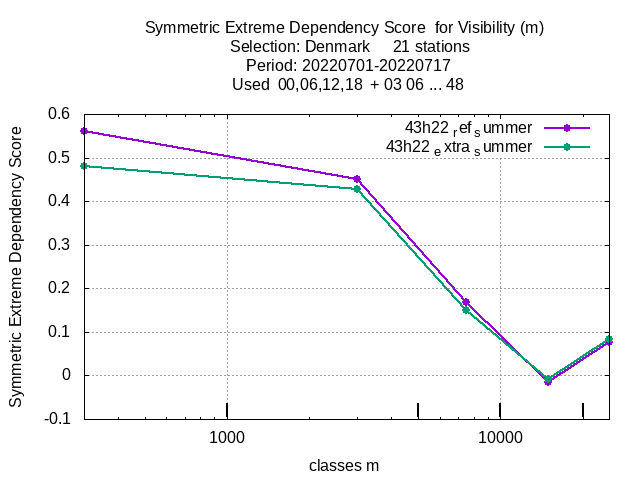 Symmetric Extreme Dependency Score for Visibility (m)
Selection: Denmark 21 stations
Period: 20220701-20220717
Used 00,06,12,18 + 03 06 ... 48
43h22 ref summer
43h22 extra summer
Symmetric Extreme Dependency Score
0.6
0.5
0.4
0.3
0.2
0.1
0
-0.1
1000
10000
classes m